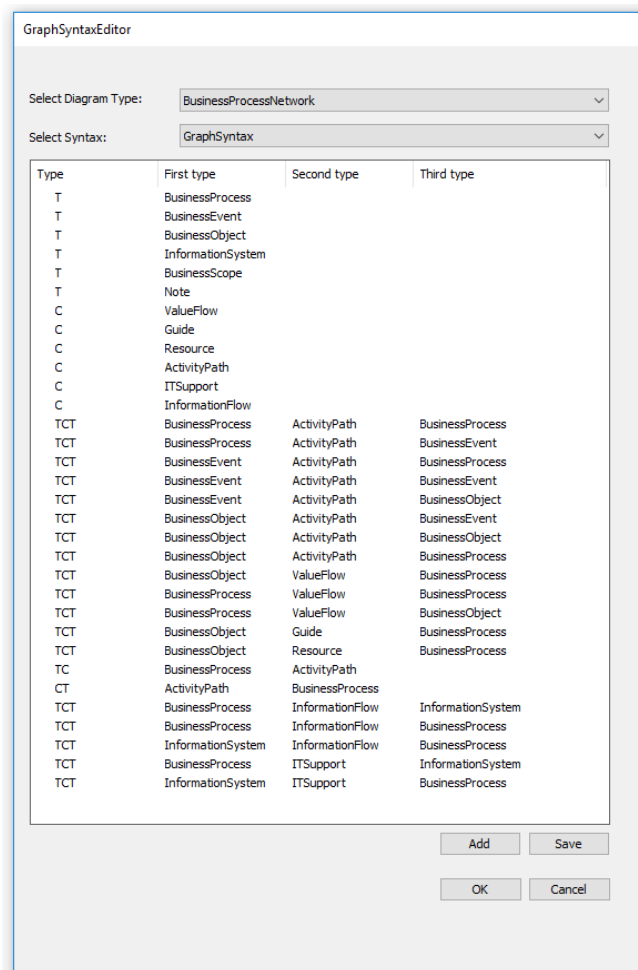 GraphSyntaxEditor
Select Diagram Type: BusinessProcessNetwork
Select Syntax: GraphSyntax
Type First type Second type Third type
T BusinessProcess
T BusinessEvent
T BusinessObject
T InformationSystem
T BusinessScope
T Note
C ValueFlow
C Guide
C Resource
C ActivityPath
C ITSupport
C InformationFlow
TCT BusinessProcess ActivityPath BusinessProcess
TCT BusinessProcess ActivityPath BusinessEvent
TCT BusinessEvent ActivityPath BusinessProcess
TCT BusinessEvent ActivityPath BusinessEvent
TCT BusinessEvent ActivityPath BusinessObject
TCT BusinessObject ActivityPath BusinessEvent
TCT BusinessObject ActivityPath BusinessObject
TCT BusinessObject ActivityPath BusinessProcess
TCT BusinessObject ValueFlow BusinessProcess
TCT BusinessProcess ValueFlow BusinessProcess
TCT BusinessProcess ValueFlow BusinessObject
TCT BusinessObject Guide BusinessProcess
TCT BusinessObject Resource BusinessProcess
TC BusinessProcess ActivityPath
CT ActivityPath BusinessProcess
TCT BusinessProcess InformationFlow InformationSystem
TCT BusinessProcess InformationFlow BusinessProcess
TCT InformationSystem InformationFlow BusinessProcess
TCT BusinessProcess ITSupport InformationSystem
TCT InformationSystem ITSupport BusinessProcess
Add Save
OK Cancel